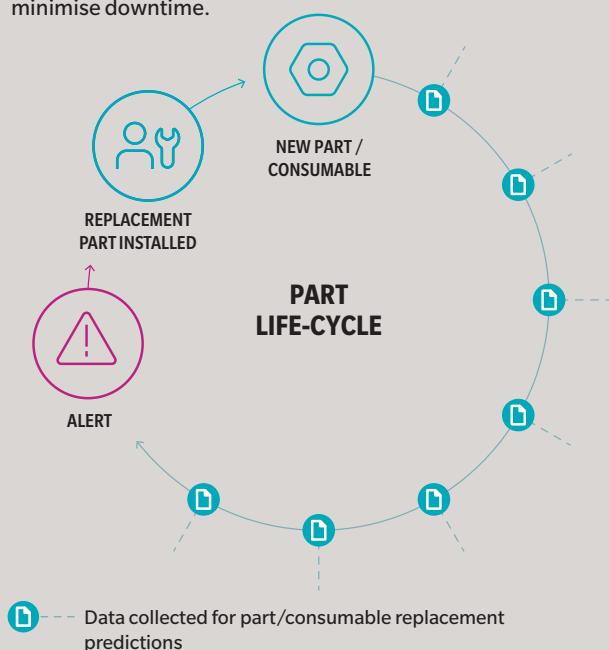 minimise downtime.
NEW PART /
CONSUMABLE
REPLACEMENT
PART INSTALLED
PART
LIFE-CYCLE
ALERT
Data collected for part/consumable replacement
predictions